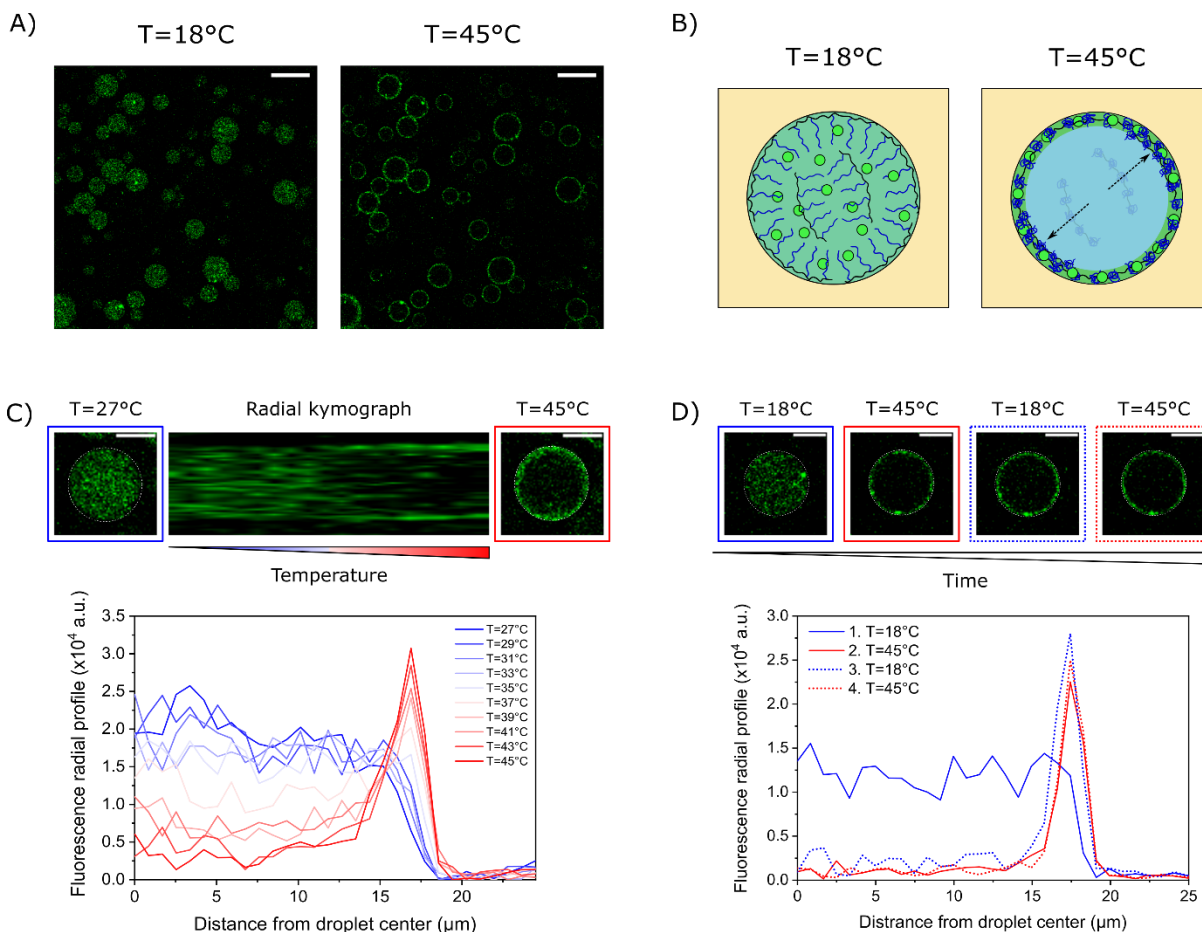 A)
T=18°C
T=45°C
B)
T=18°C
T=45°C
C)
T=27°C
Radial kymograph
T=45°C
Temperature
Fluorescence radial profile (x10⁴ a.u.)
3.5
3.0
2.5
2.0
1.5
1.0
0.5
0.0
T=27°C
T=29°C
T=31°C
T=33°C
T=35°C
T=37°C
T=39°C
T=41°C
T=43°C
T=45°C
0 5 10 15 20
Distance from droplet center (µm)
D)
T=18°C
T=45°C
T=18°C
T=45°C
Time
Fluorescence radial profile (x10⁴ a.u.)
3.0
2.5
2.0
1.5
1.0
0.5
0.0
1. T=18°C
2. T=45°C
3. T=18°C
4. T=45°C
0 5 10 15 20 25
Distrance from droplet center (µm)